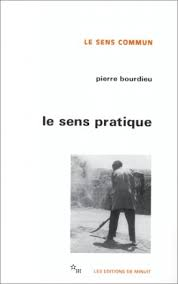 LE SENS COMMUN
pierre bourdieu
le sens pratique
LES EDITIONS DE MINUIT